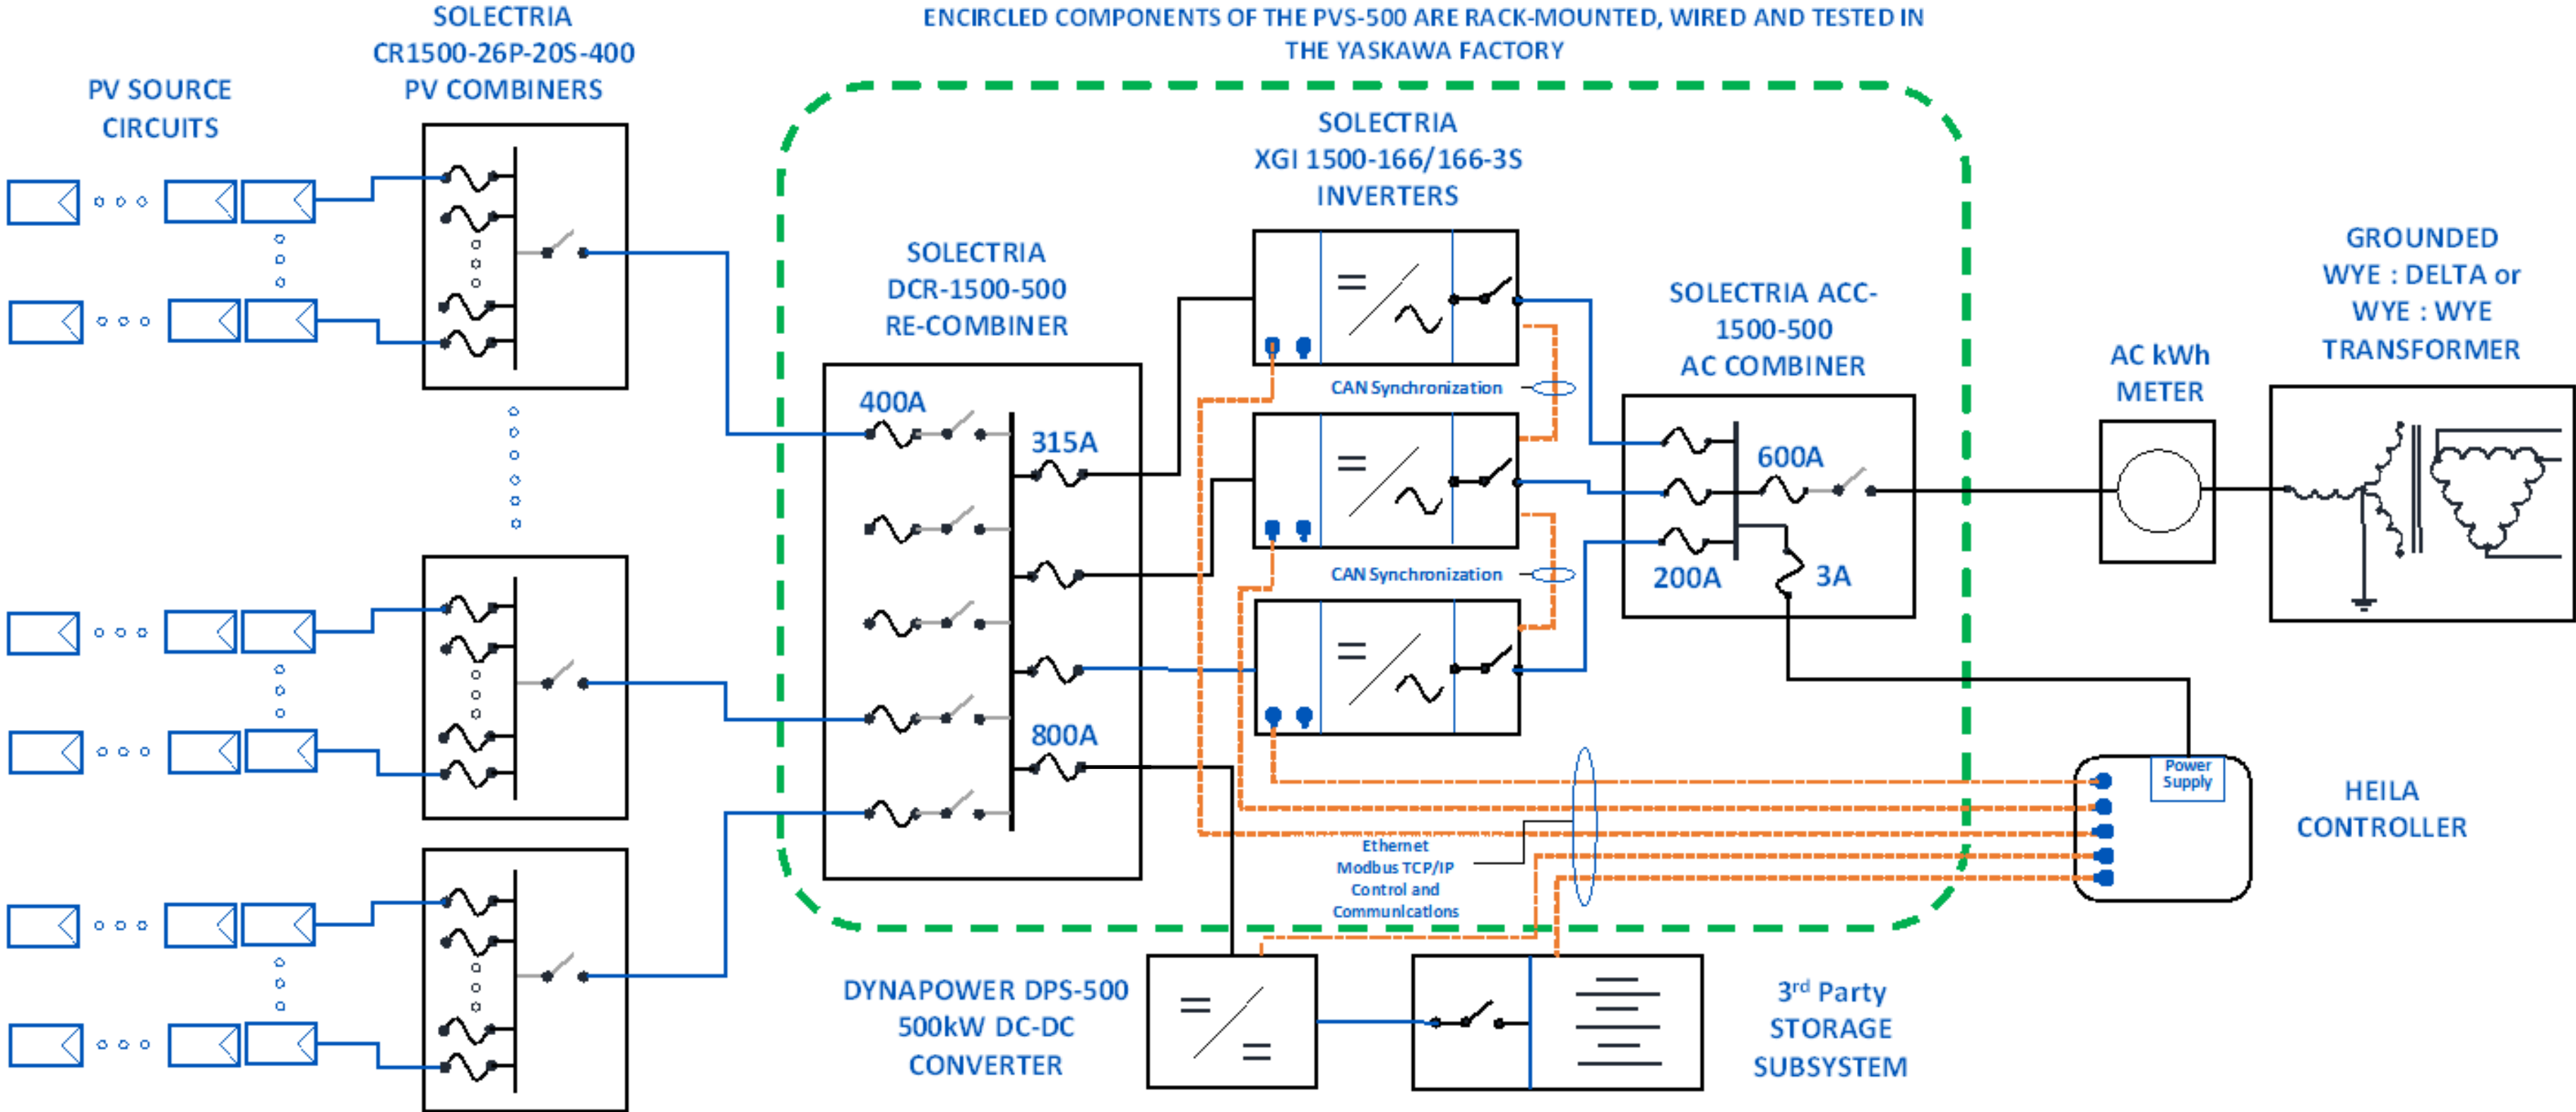 SOLECTRIA
CR1500-26P-20S-400
PV COMBINERS
PV SOURCE
CIRCUITS
ENCIRCLED COMPONENTS OF THE PVS-500 ARE RACK-MOUNTED, WIRED AND TESTED IN
THE YASKAWA FACTORY
SOLECTRIA
XGI 1500-166/166-3S
INVERTERS
SOLECTRIA
DCR-1500-500
RE-COMBINER
SOLECTRIA ACC-
1500-500
AC COMBINER
AC kWh
METER
GROUNDED
WYE : DELTA or
WYE : WYE
TRANSFORMER
400A
315A
800A
CAN Synchronization
CAN Synchronization
600A
200A
3A
Power
Supply
HEILA
CONTROLLER
Ethernet
Modbus TCP/IP
Control and
Communications
DYNAPOWER DPS-500
500kW DC-DC
CONVERTER
3rd Party
STORAGE
SUBSYSTEM